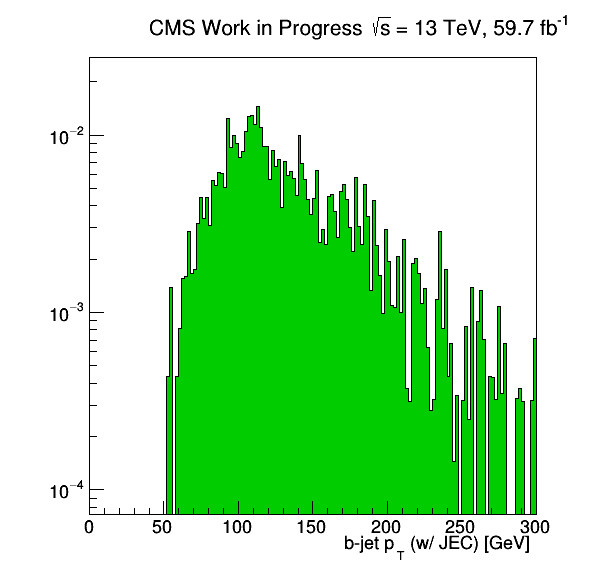 CMS Work in Progress √s = 13 TeV, 59.7 fb⁻¹
10⁻²
10⁻³
10⁻⁴
0 50 100 150 200 250 300
b-jet p_T (w/ JEC) [GeV]